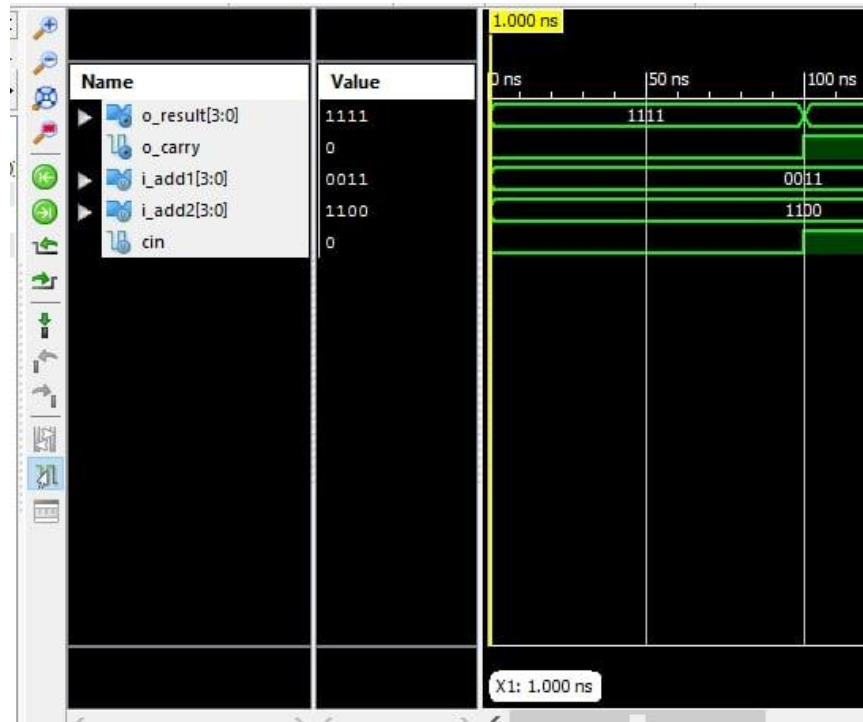 1.000 ns
Name Value 0 ns 50 ns 100 ns
o_result[3:0] 1111 1111
o_carry 0
i_add1[3:0] 0011 0011
i_add2[3:0] 1100 1100
cin 0
X1: 1.000 ns